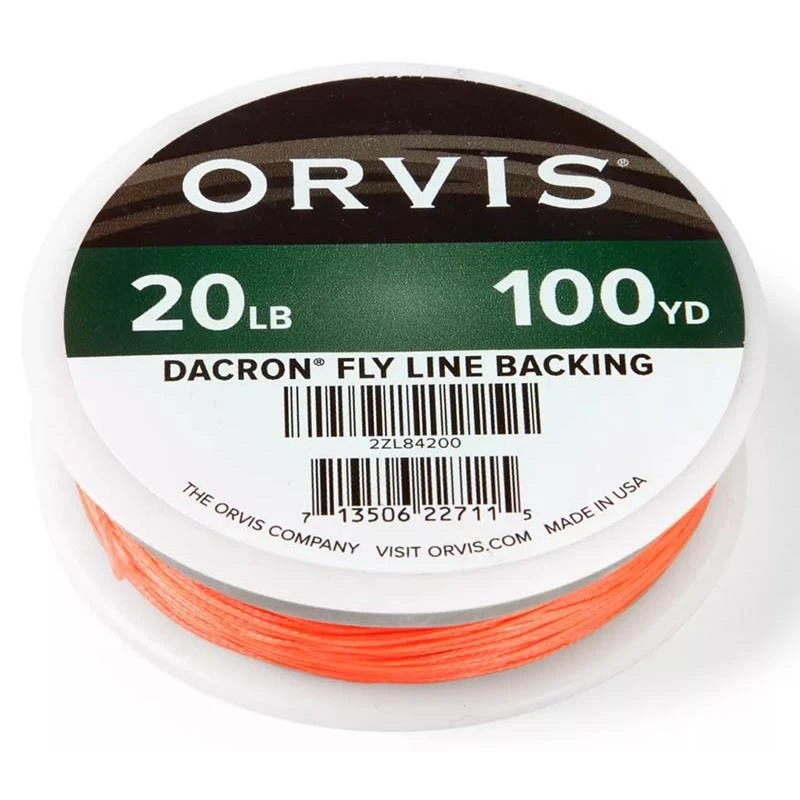 ORVIS®
20LB 100YD
DACRON® FLY LINE BACKING
2ZL84200
7 13506 22711 5
THE ORVIS COMPANY VISIT ORVIS.COM MADE IN USA